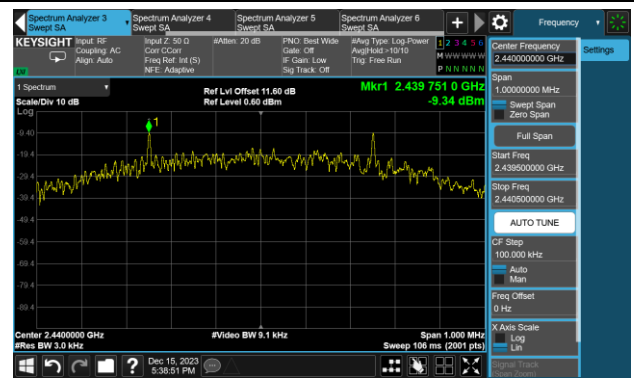 Spectrum Analyzer 3
Swept SA
Spectrum Analyzer 4
Swept SA
Spectrum Analyzer 5
Swept SA
Spectrum Analyzer 6
Swept SA
+
Frequency
KEYSIGHT
Input: RF
Coupling: AC
Align: Auto
Input Z: 50 Ω
Corr CCorr
Freq Ref: Int (S)
NFE: Adaptive
#Atten: 20 dB
PNO: Best Wide
Gate: Off
IF Gain: Low
Sig Track: Off
#Avg Type: Log-Power
Avg|Hold:>10/10
Trig: Free Run
1 2 3 4 5 6
M W W W W W
P N N N N N
1 Spectrum
Scale/Div 10 dB
Log
Ref Lvl Offset 11.60 dB
Ref Level 0.60 dBm
Mkr1 2.439 751 0 GHz
-9.34 dBm
1
-9.40
-19.4
-29.4
-39.4
-49.4
-59.4
-69.4
-79.4
-89.4
Center 2.4400000 GHz
#Res BW 3.0 kHz
#Video BW 9.1 kHz
Span 1.000 MHz
Sweep 106 ms (2001 pts)
Center Frequency
2.440000000 GHz
Settings
Span
1.00000000 MHz
Swept Span
Zero Span
Full Span
Start Freq
2.439500000 GHz
Stop Freq
2.440500000 GHz
AUTO TUNE
CF Step
100.000 kHz
Auto
Man
Freq Offset
0 Hz
X Axis Scale
Log
Lin
Signal Track
(Span Zoom)
?
Dec 15, 2023
5:38:51 PM